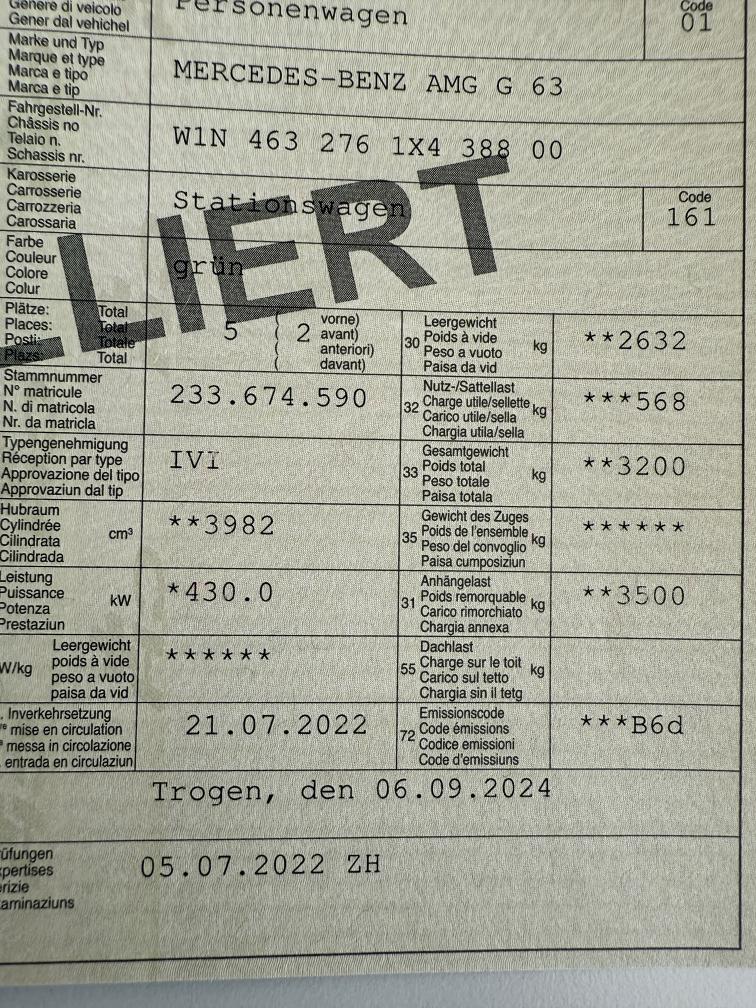 Genere di veicolo
Gener dal vehichel
Personenwagen
Code
01
Marke und Typ
Marque et type
Marca e tipo
Marca e tip
MERCEDES-BENZ AMG G 63
Fahrgestell-Nr.
Châssis no
Telaio n.
Schassis nr.
W1N 463 276 1X4 388 00
Karosserie
Carrosserie
Carrozzeria
Carossaria
Stationswagen
Code
161
LIERT
Farbe
Couleur
Colore
Colur
grün
Plätze: Total
Places: Total
Posti: Totale
Plazs: Total
5
2
vorne)
avant)
anteriori)
davant)
30
Leergewicht
Poids à vide
Peso a vuoto
Paisa da vid
kg
**2632
Stammnummer
N° matricule
N. di matricola
Nr. da matricla
233.674.590
32
Nutz-/Sattellast
Charge utile/sellette
Carico utile/sella
Chargia utila/sella
kg
***568
Typengenehmigung
Réception par type
Approvazione del tipo
Approvaziun dal tip
IVI
33
Gesamtgewicht
Poids total
Peso totale
Paisa totala
kg
**3200
Hubraum
Cylindrée
Cilindrata
Cilindrada
cm³
**3982
35
Gewicht des Zuges
Poids de l'ensemble
Peso del convoglio
Paisa cumposiziun
kg
******
Leistung
Puissance
Potenza
Prestaziun
kW
*430.0
31
Anhängelast
Poids remorquable
Carico rimorchiato
Chargia annexa
kg
**3500
W/kg
Leergewicht
poids à vide
peso a vuoto
paisa da vid
******
55
Dachlast
Charge sur le toit
Carico sul tetto
Chargia sin il tetg
kg
. Inverkehrsetzung
re mise en circulation
a messa in circolazione
. entrada en circulaziun
21.07.2022
72
Emissionscode
Code émissions
Codice emissioni
Code d'emissiuns
***B6d
Trogen, den 06.09.2024
üfungen
xpertises
erizie
aminaziuns
05.07.2022 ZH